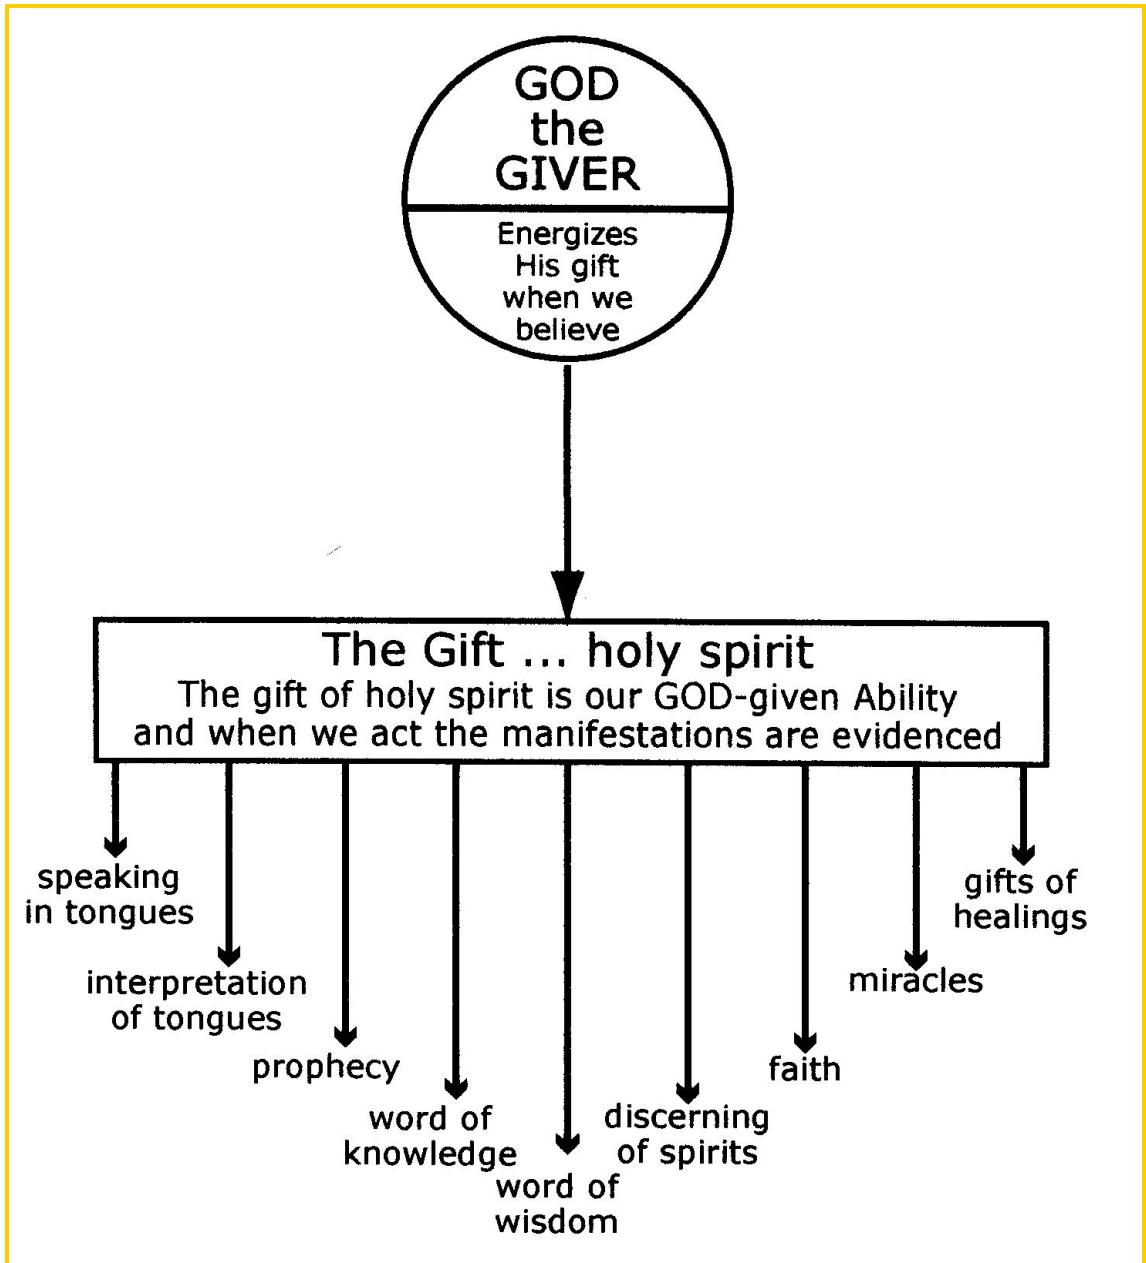 GOD
the
GIVER
Energizes
His gift
when we
believe
The Gift ... holy spirit
The gift of holy spirit is our GOD-given Ability
and when we act the manifestations are evidenced
speaking
in tongues
interpretation
of tongues
prophecy
word of
knowledge
word of
wisdom
discerning
of spirits
faith
miracles
gifts of
healings